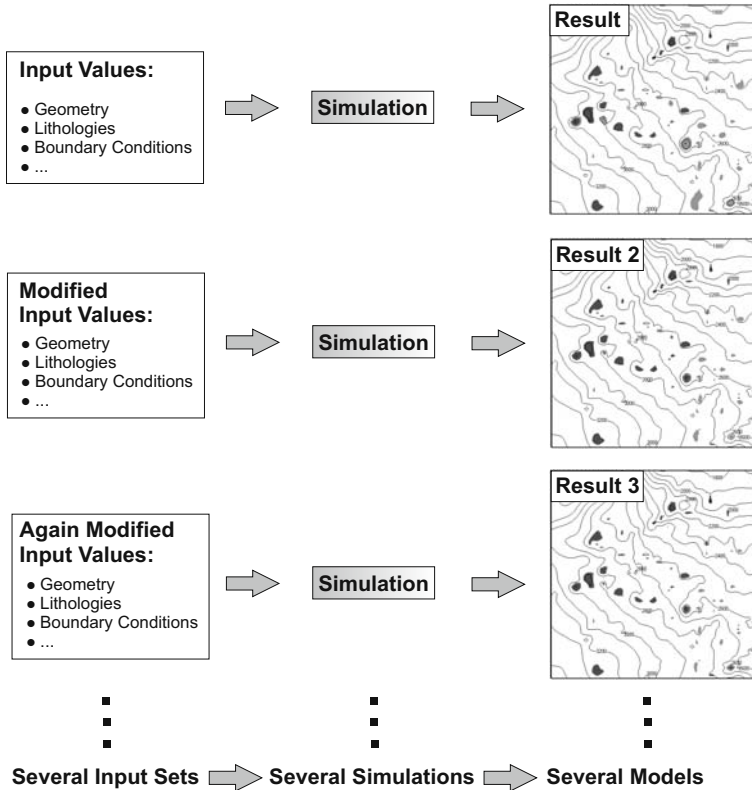 Input Values:
● Geometry
● Lithologies
● Boundary Conditions
● ...
Simulation
Result
Modified
Input Values:
● Geometry
● Lithologies
● Boundary Conditions
● ...
Simulation
Result 2
Again Modified
Input Values:
● Geometry
● Lithologies
● Boundary Conditions
● ...
Simulation
Result 3
Several Input Sets
Several Simulations
Several Models